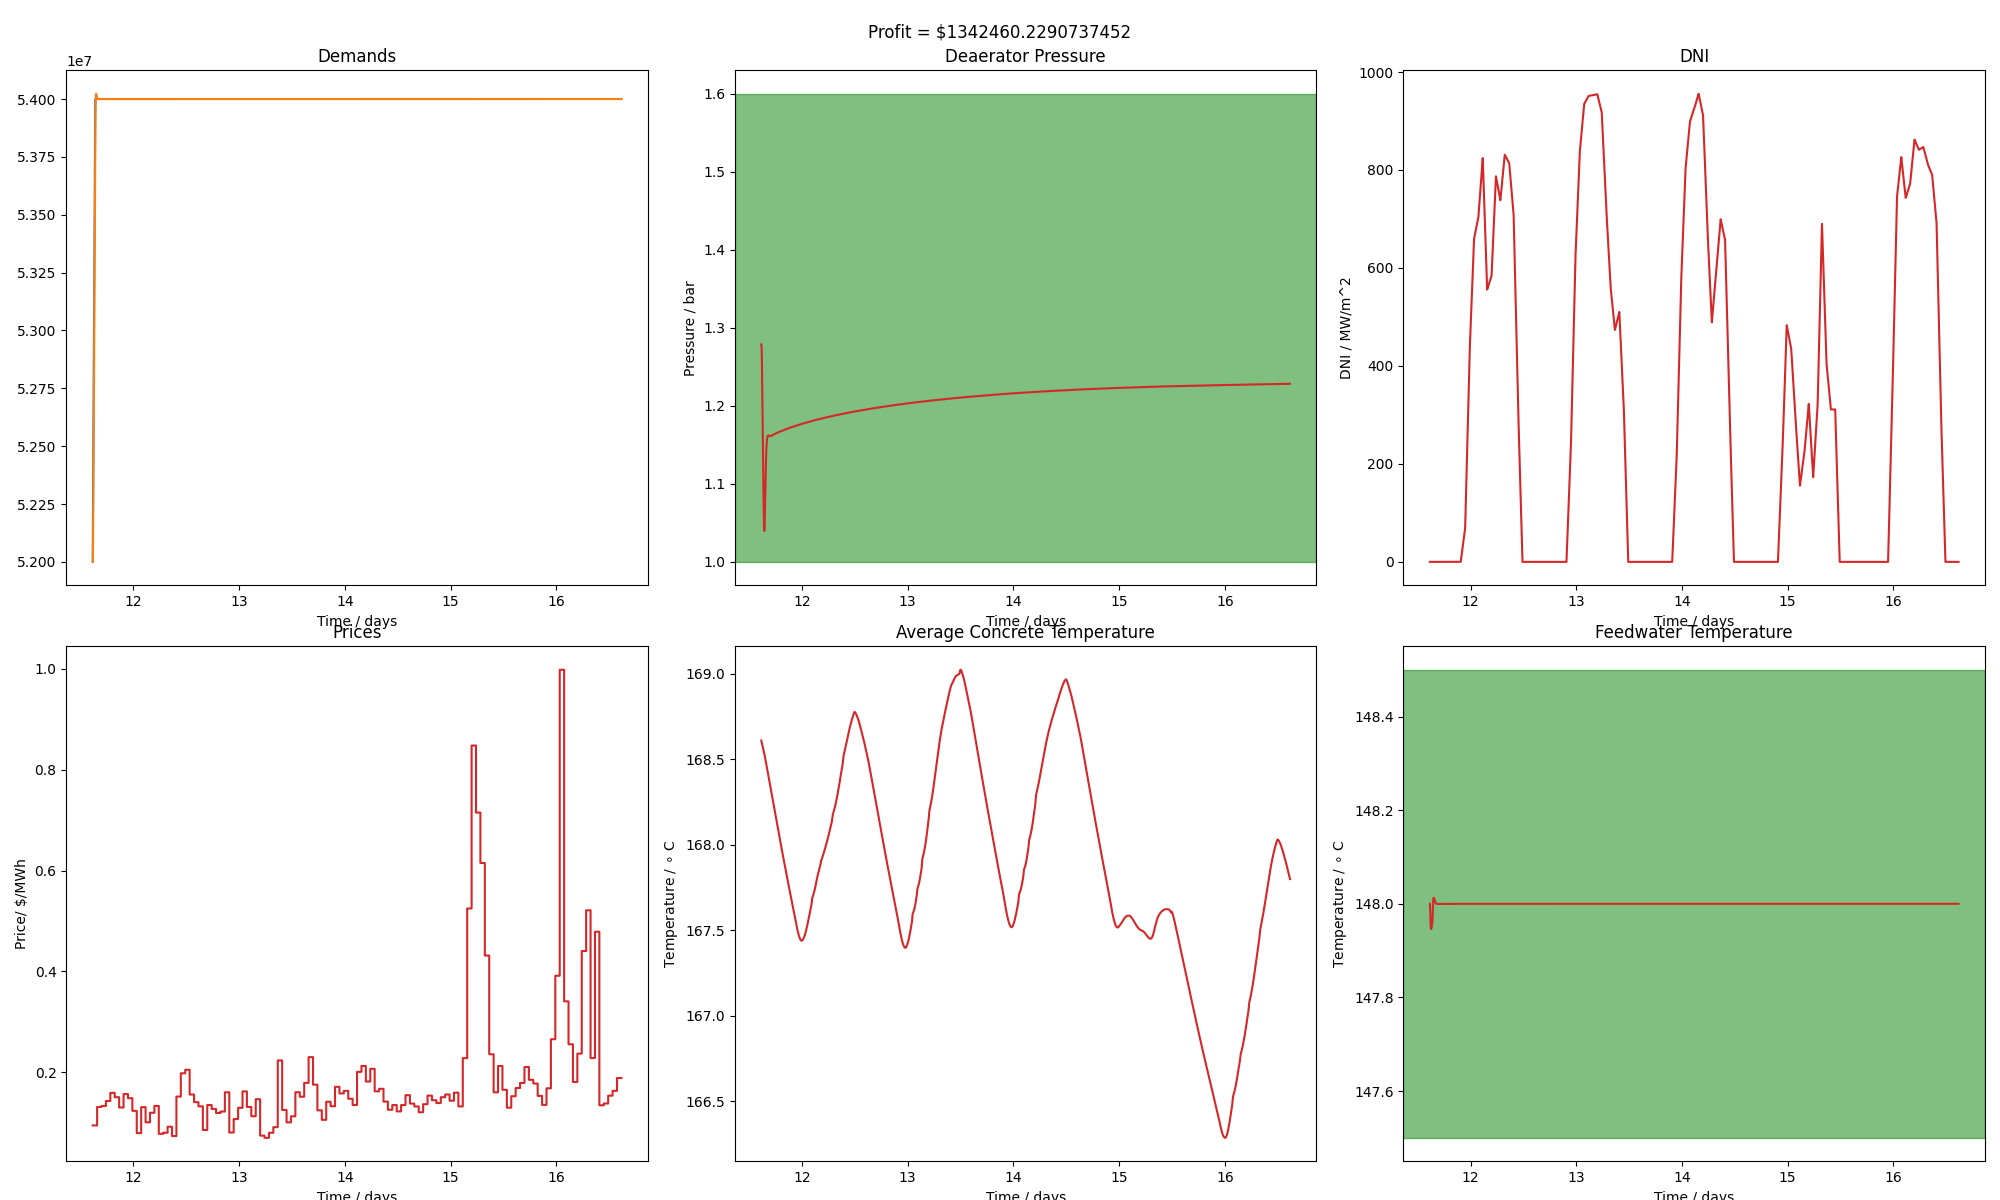 Profit = $1342460.2290737452
Demands
1e7
5.400
5.375
5.350
5.325
5.300
5.275
5.250
5.225
5.200
12 13 14 15 16
Time / days
Deaerator Pressure
Pressure / bar
1.6
1.5
1.4
1.3
1.2
1.1
1.0
12 13 14 15 16
Time / days
DNI
DNI / MW/m^2
1000
800
600
400
200
0
12 13 14 15 16
Time / days
Prices
Price/ $/MWh
1.0
0.8
0.6
0.4
0.2
12 13 14 15 16
Time / days
Average Concrete Temperature
Temperature / ∘ C
169.0
168.5
168.0
167.5
167.0
166.5
12 13 14 15 16
Time / days
Feedwater Temperature
Temperature / ∘ C
148.4
148.2
148.0
147.8
147.6
12 13 14 15 16
Time / days